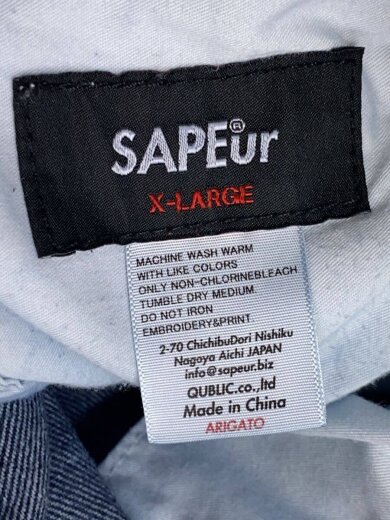 SAPEur®
X-LARGE
MACHINE WASH WARM
WITH LIKE COLORS
ONLY NON-CHLORINEBLEACH
TUMBLE DRY MEDIUM
DO NOT IRON
EMBROIDERY&PRINT.
2-70 ChichibuDori Nishiku
Nagoya Aichi JAPAN
info@sapeur.biz
QUBLIC.co.,ltd
Made in China
ARIGATO